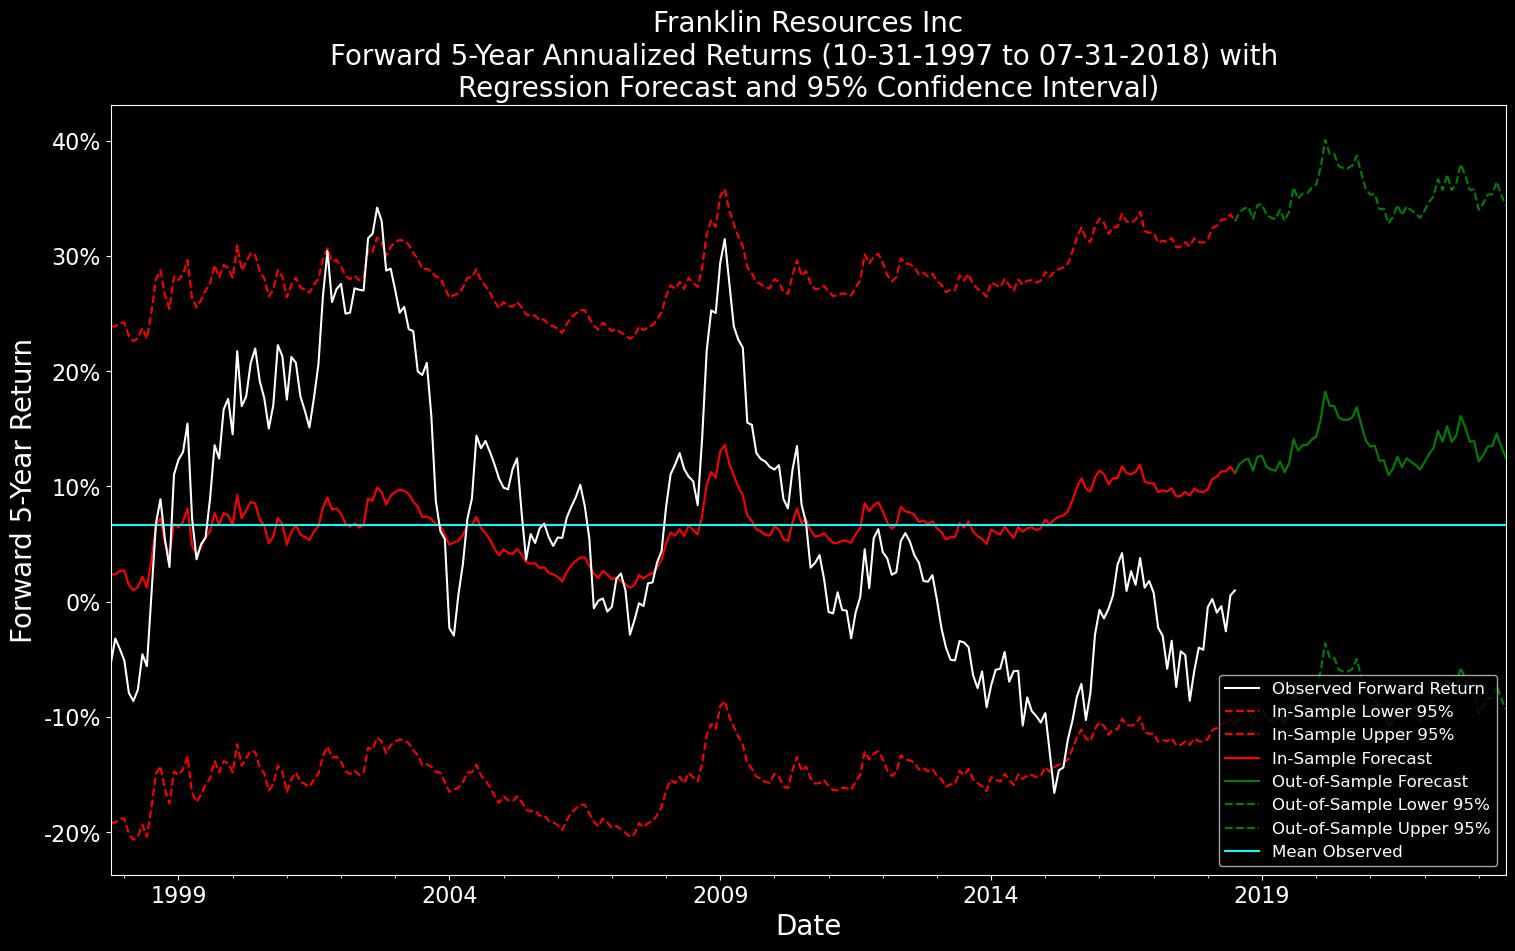 Franklin Resources Inc
Forward 5-Year Annualized Returns (10-31-1997 to 07-31-2018) with
Regression Forecast and 95% Confidence Interval)
Forward 5-Year Return
40%
30%
20%
10%
0%
-10%
-20%
Observed Forward Return
In-Sample Lower 95%
In-Sample Upper 95%
In-Sample Forecast
Out-of-Sample Forecast
Out-of-Sample Lower 95%
Out-of-Sample Upper 95%
Mean Observed
1999
2004
2009
2014
2019
Date